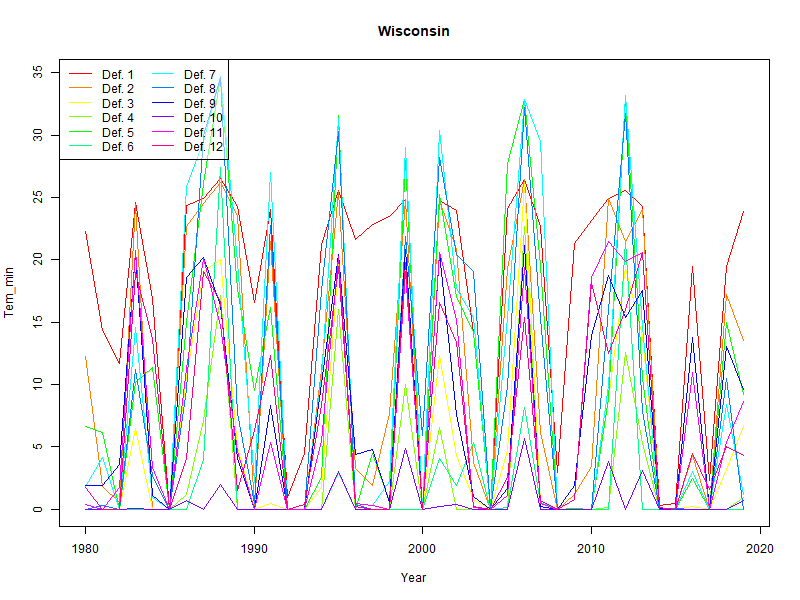 Wisconsin
Tem_min
35
30
25
20
15
10
5
0
Def. 1 Def. 7
Def. 2 Def. 8
Def. 3 Def. 9
Def. 4 Def. 10
Def. 5 Def. 11
Def. 6 Def. 12
1980 1990 2000 2010 2020
Year